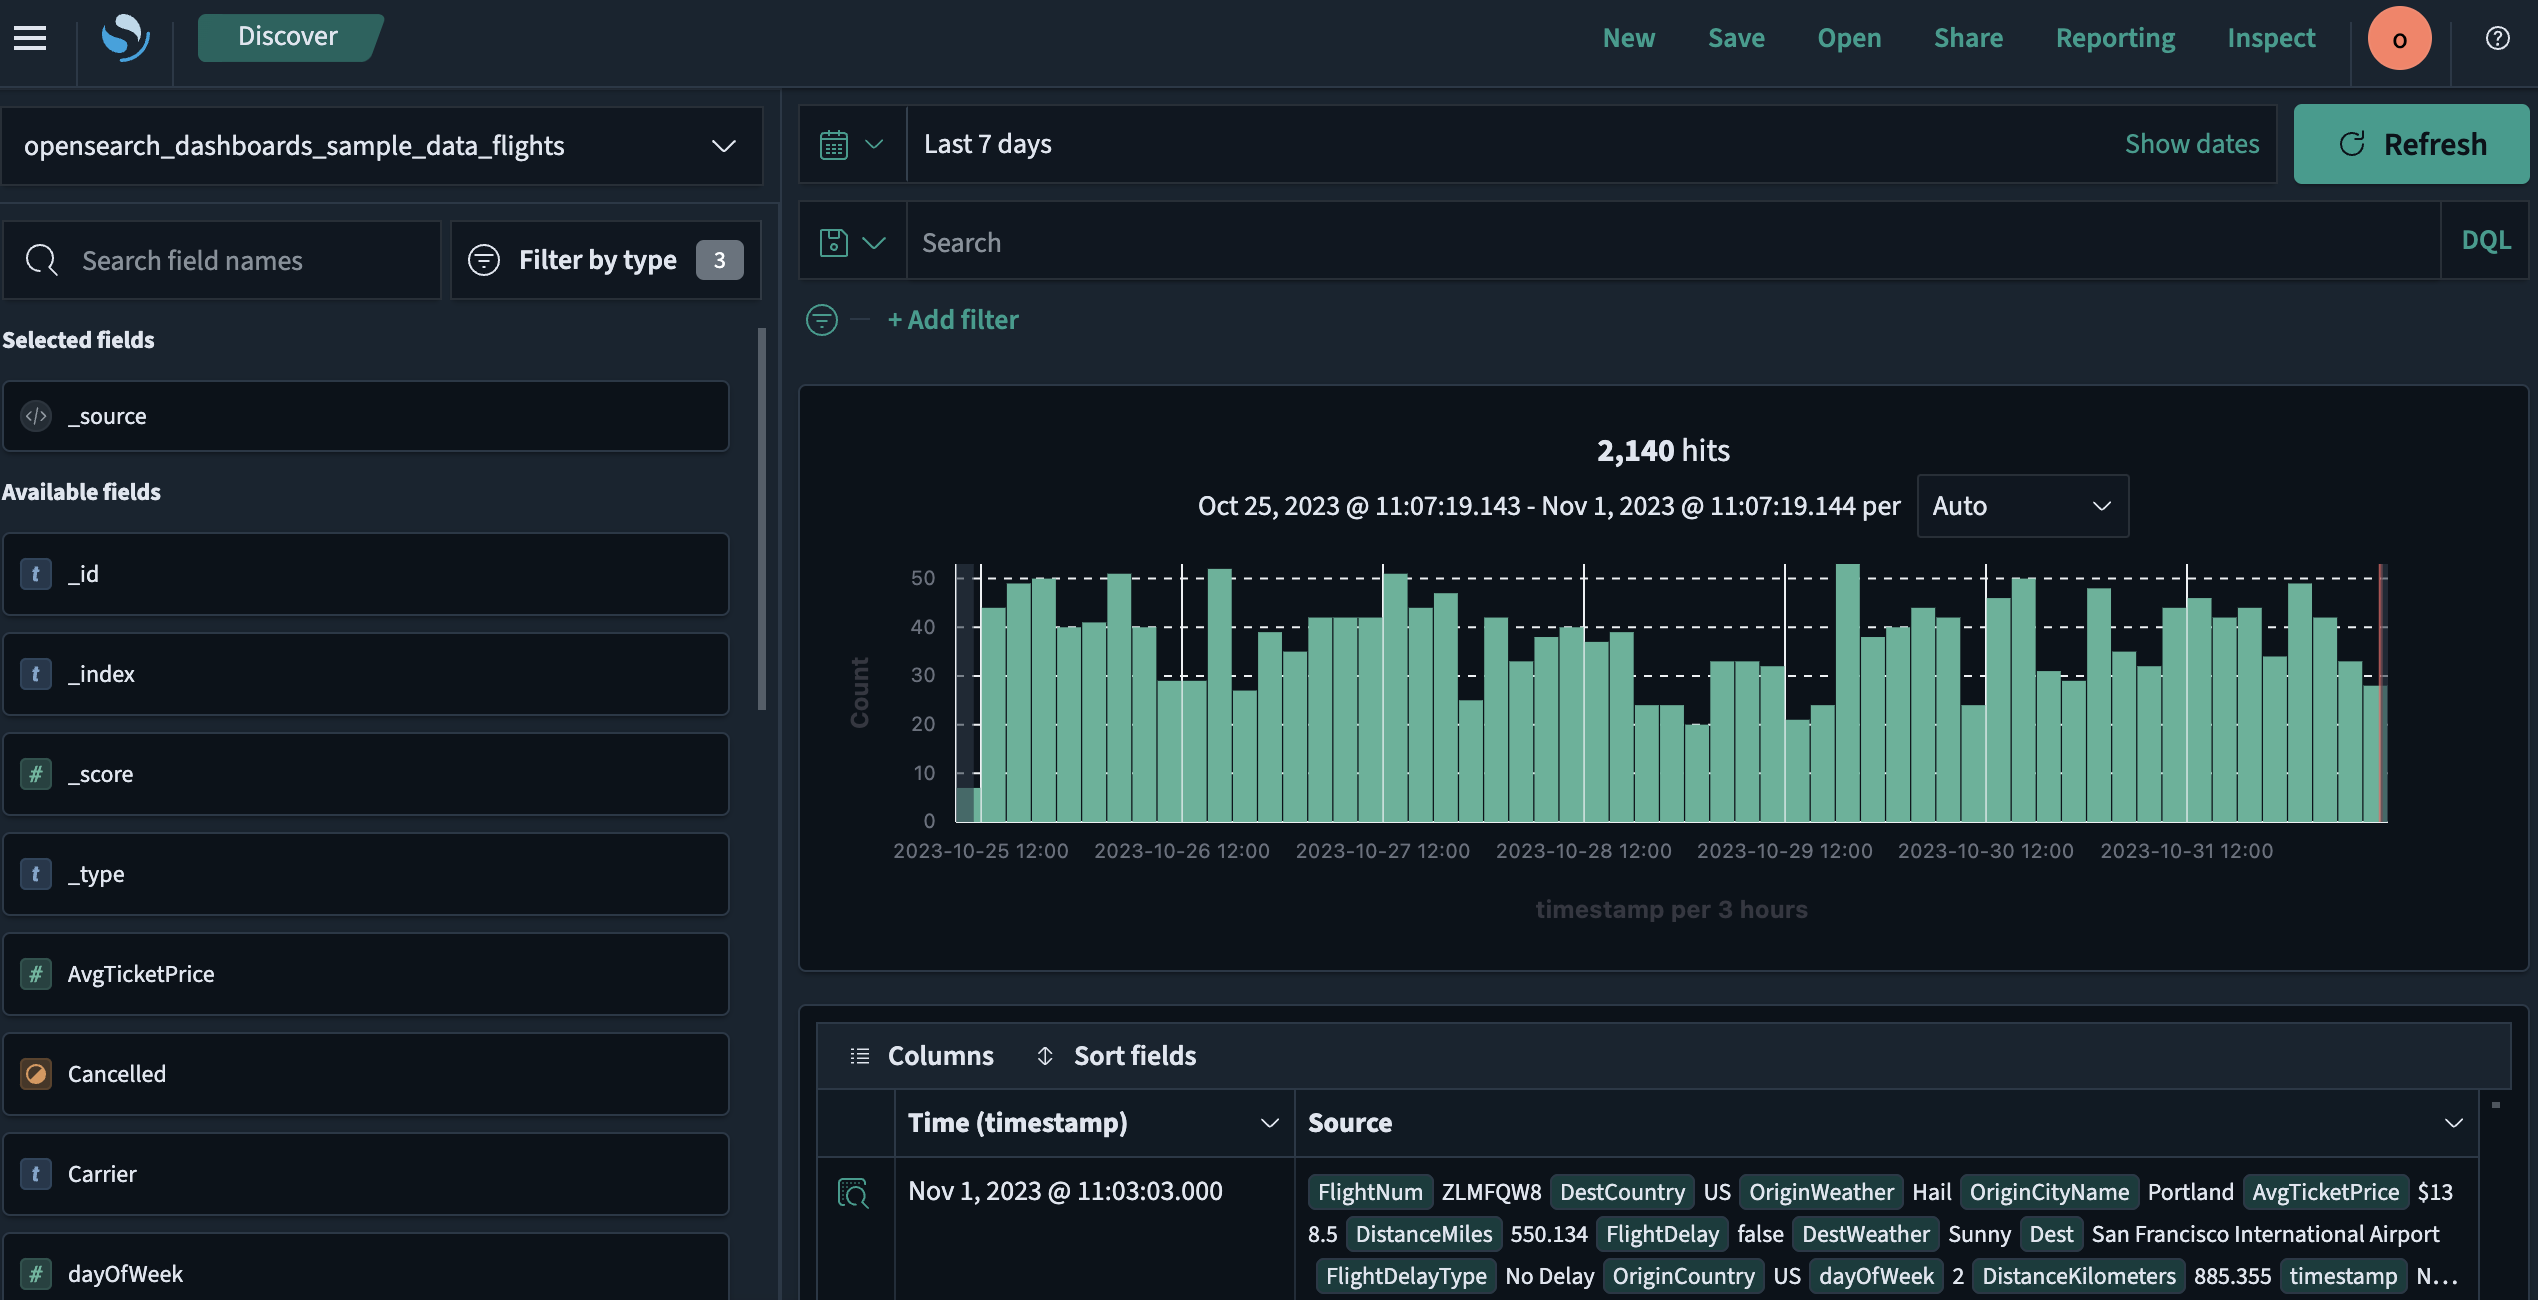 Discover
New Save Open Share Reporting Inspect o
opensearch_dashboards_sample_data_flights
Search field names
Filter by type 3
Selected fields
_source
Available fields
t _id
t _index
# _score
t _type
# AvgTicketPrice
Cancelled
t Carrier
# dayOfWeek
Last 7 days Show dates Refresh
Search DQL
+ Add filter
2,140 hits
Oct 25, 2023 @ 11:07:19.143 - Nov 1, 2023 @ 11:07:19.144 per Auto
Count
50
40
30
20
10
0
2023-10-25 12:00 2023-10-26 12:00 2023-10-27 12:00 2023-10-28 12:00 2023-10-29 12:00 2023-10-30 12:00 2023-10-31 12:00
timestamp per 3 hours
Columns Sort fields
Time (timestamp) Source
Nov 1, 2023 @ 11:03:03.000
FlightNum ZLMFQW8 DestCountry US OriginWeather Hail OriginCityName Portland AvgTicketPrice $13
8.5 DistanceMiles 550.134 FlightDelay false DestWeather Sunny Dest San Francisco International Airport
FlightDelayType No Delay OriginCountry US dayOfWeek 2 DistanceKilometers 885.355 timestamp N...